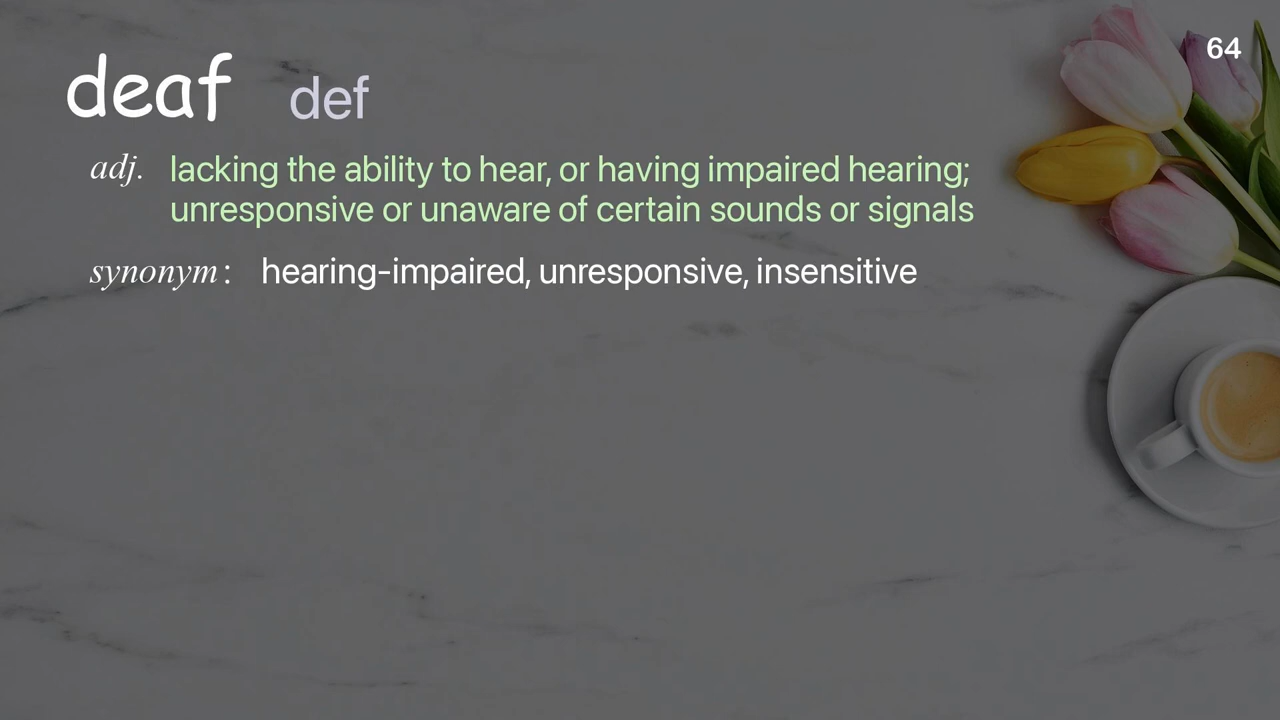 64
deaf def
adj. lacking the ability to hear, or having impaired hearing;
unresponsive or unaware of certain sounds or signals
synonym: hearing-impaired, unresponsive, insensitive